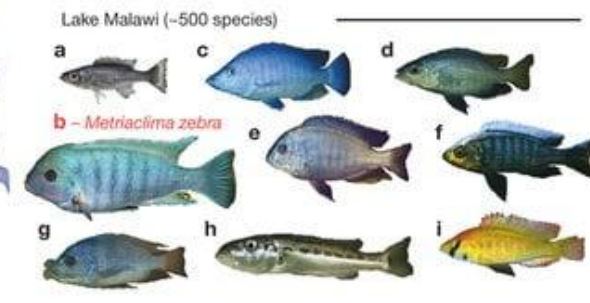 Lake Malawi (~500 species)
a
c
d
b – Metriaclima zebra
e
f
g
h
i